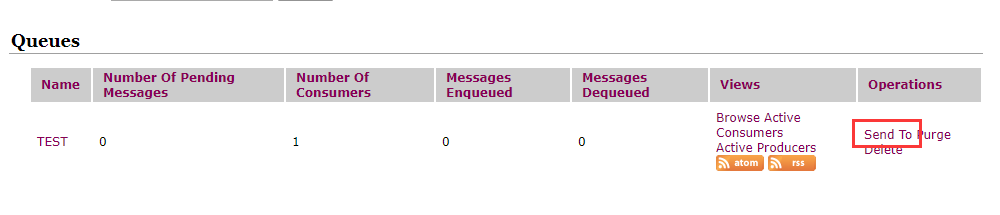 Queues
Name Number Of Pending Messages Number Of Consumers Messages Enqueued Messages Dequeued Views Operations
TEST 0 1 0 0 Browse Active Consumers
Active Producers
atom rss
Send To Purge
Delete